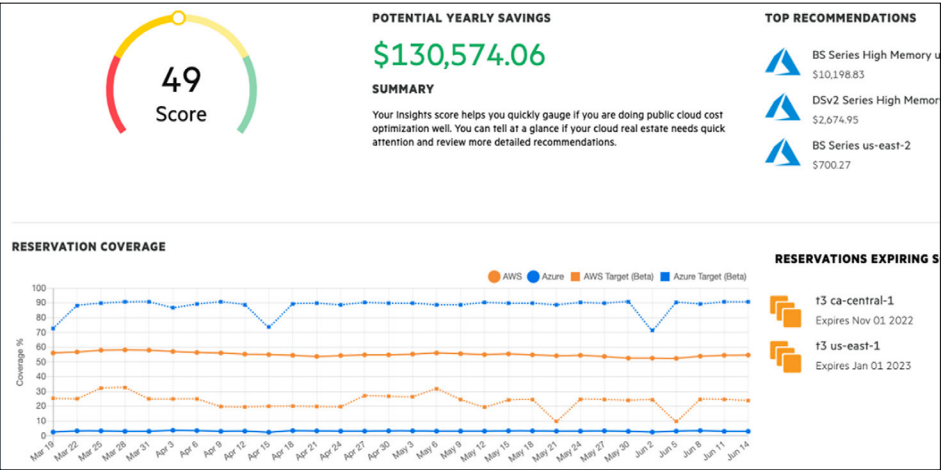 49
Score
POTENTIAL YEARLY SAVINGS
$130,574.06
SUMMARY
Your Insights score helps you quickly gauge if you are doing public cloud cost
optimization well. You can tell at a glance if your cloud real estate needs quick
attention and review more detailed recommendations.
TOP RECOMMENDATIONS
BS Series High Memory u
$10,198.83
DSv2 Series High Memor
$2,674.95
BS Series us-east-2
$700.27
RESERVATION COVERAGE
AWS Azure AWS Target (Beta) Azure Target (Beta)
Coverage %
100
90
80
70
60
50
40
30
20
10
0
Mar 19 Mar 22 Mar 25 Mar 28 Mar 31 Apr 3 Apr 6 Apr 9 Apr 12 Apr 15 Apr 18 Apr 21 Apr 24 Apr 27 Apr 30 May 3 May 6 May 9 May 12 May 15 May 18 May 21 May 24 May 27 May 30 Jun 2 Jun 5 Jun 8 Jun 11 Jun 14
RESERVATIONS EXPIRING S
t3 ca-central-1
Expires Nov 01 2022
t3 us-east-1
Expires Jan 01 2023